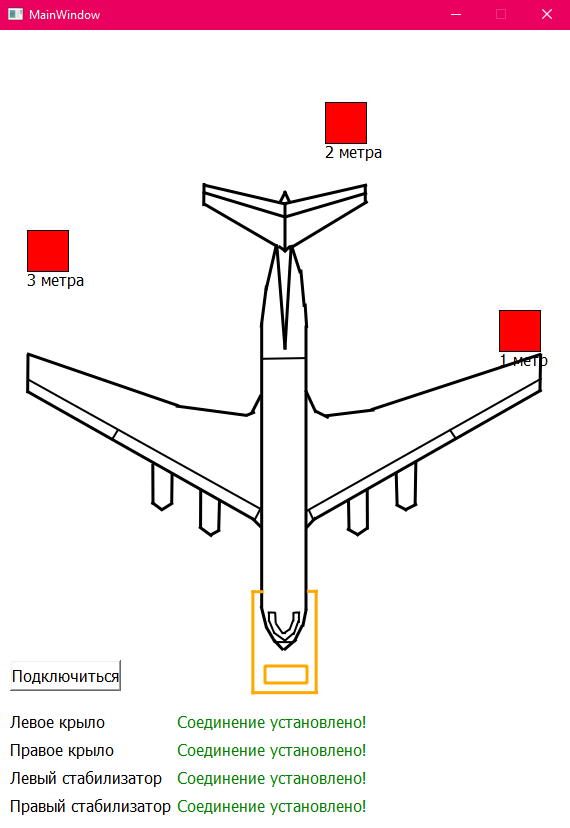 MainWindow
2 метра
3 метра
1 метр
Подключиться
Левое крыло Соединение установлено!
Правое крыло Соединение установлено!
Левый стабилизатор Соединение установлено!
Правый стабилизатор Соединение установлено!